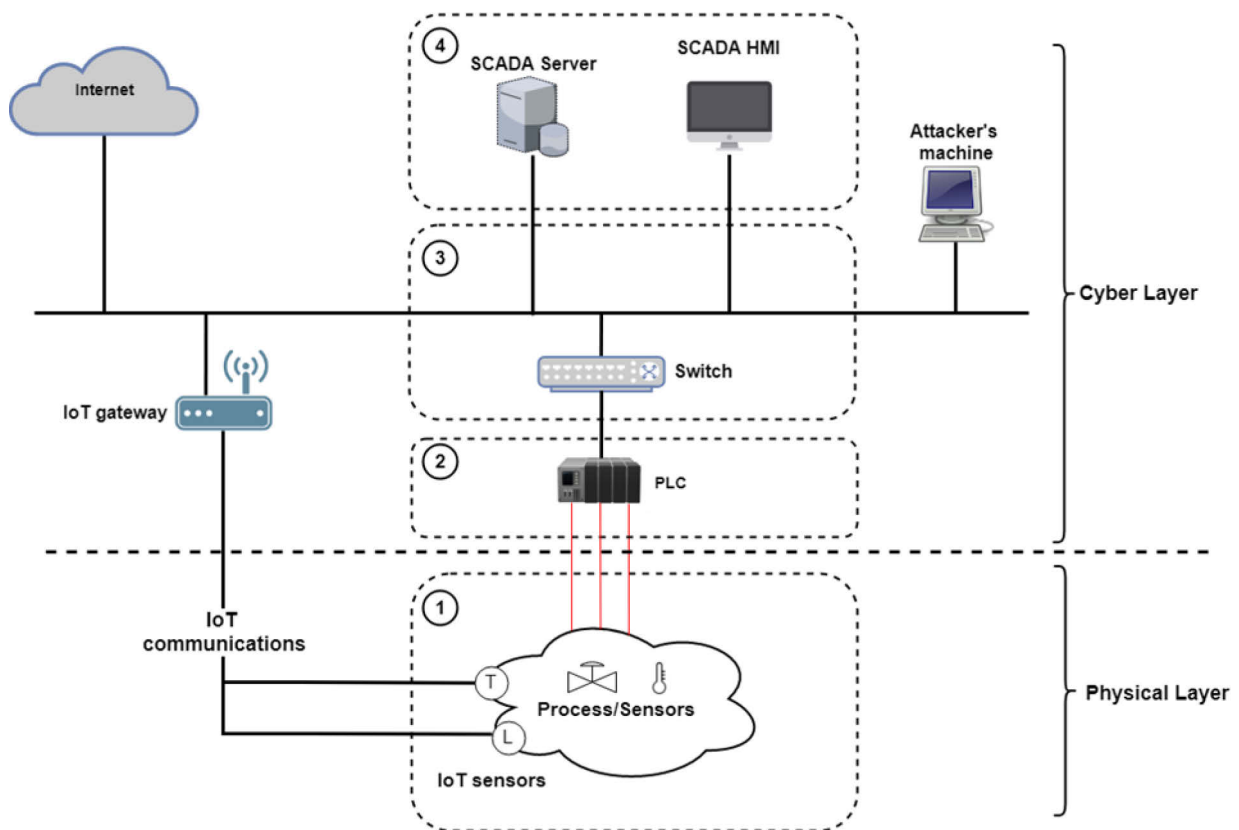 4
SCADA Server
SCADA HMI
Internet
Attacker's
machine
3
Cyber Layer
Switch
IoT gateway
2
PLC
1
IoT
communications
T
Process/Sensors
L
IoT sensors
Physical Layer